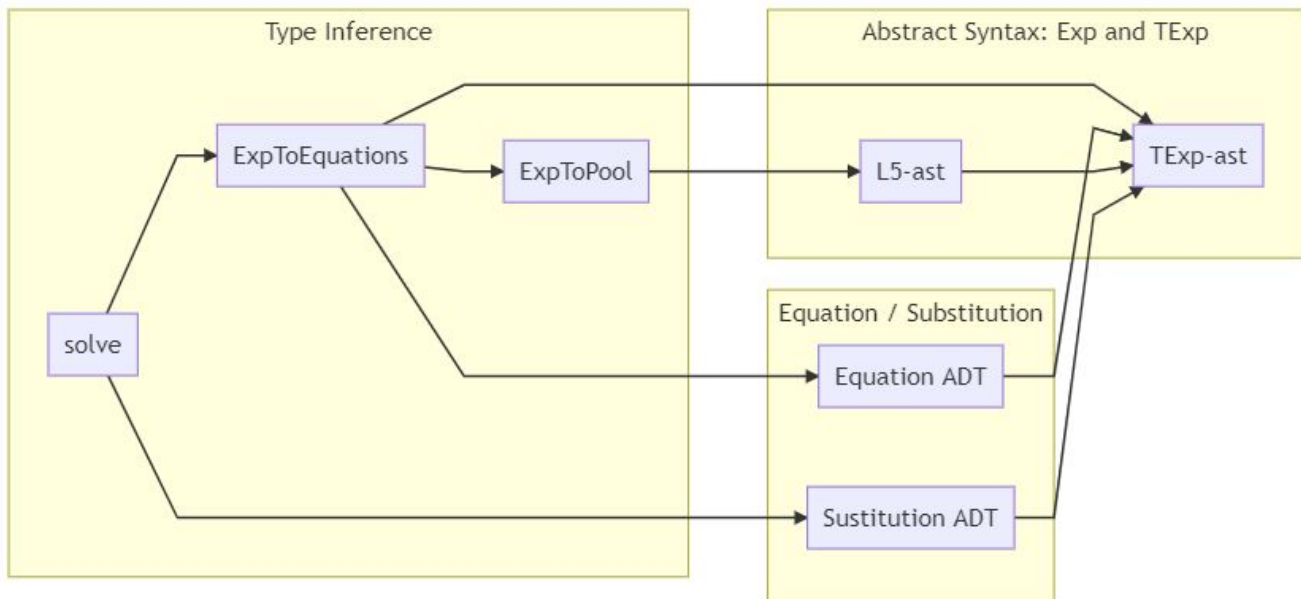 Type Inference
Abstract Syntax: Exp and TExp
ExpToEquations
ExpToPool
L5-ast
TExp-ast
solve
Equation / Substitution
Equation ADT
Sustitution ADT